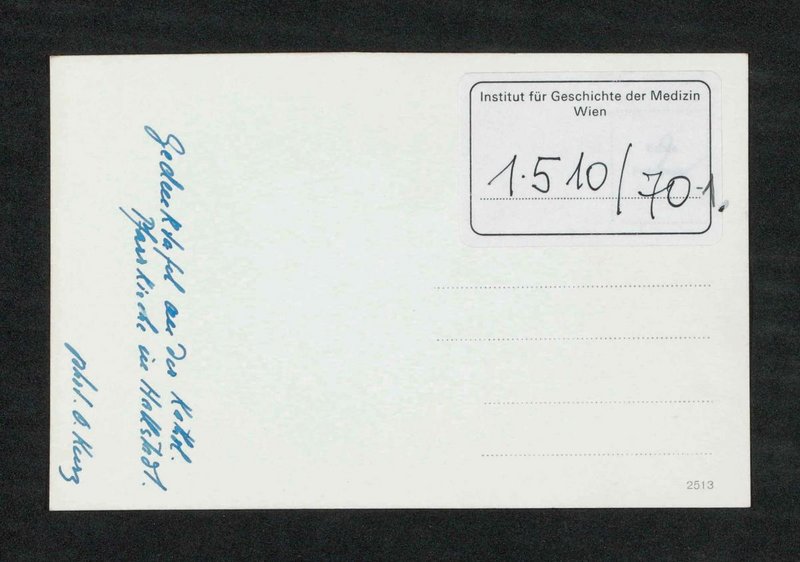 Institut für Geschichte der Medizin
Wien
1.510/70-1.
Gedenktafel an der Kath.
Pfarrkirche in Hallstadt.
phot. O. Kurz
2513